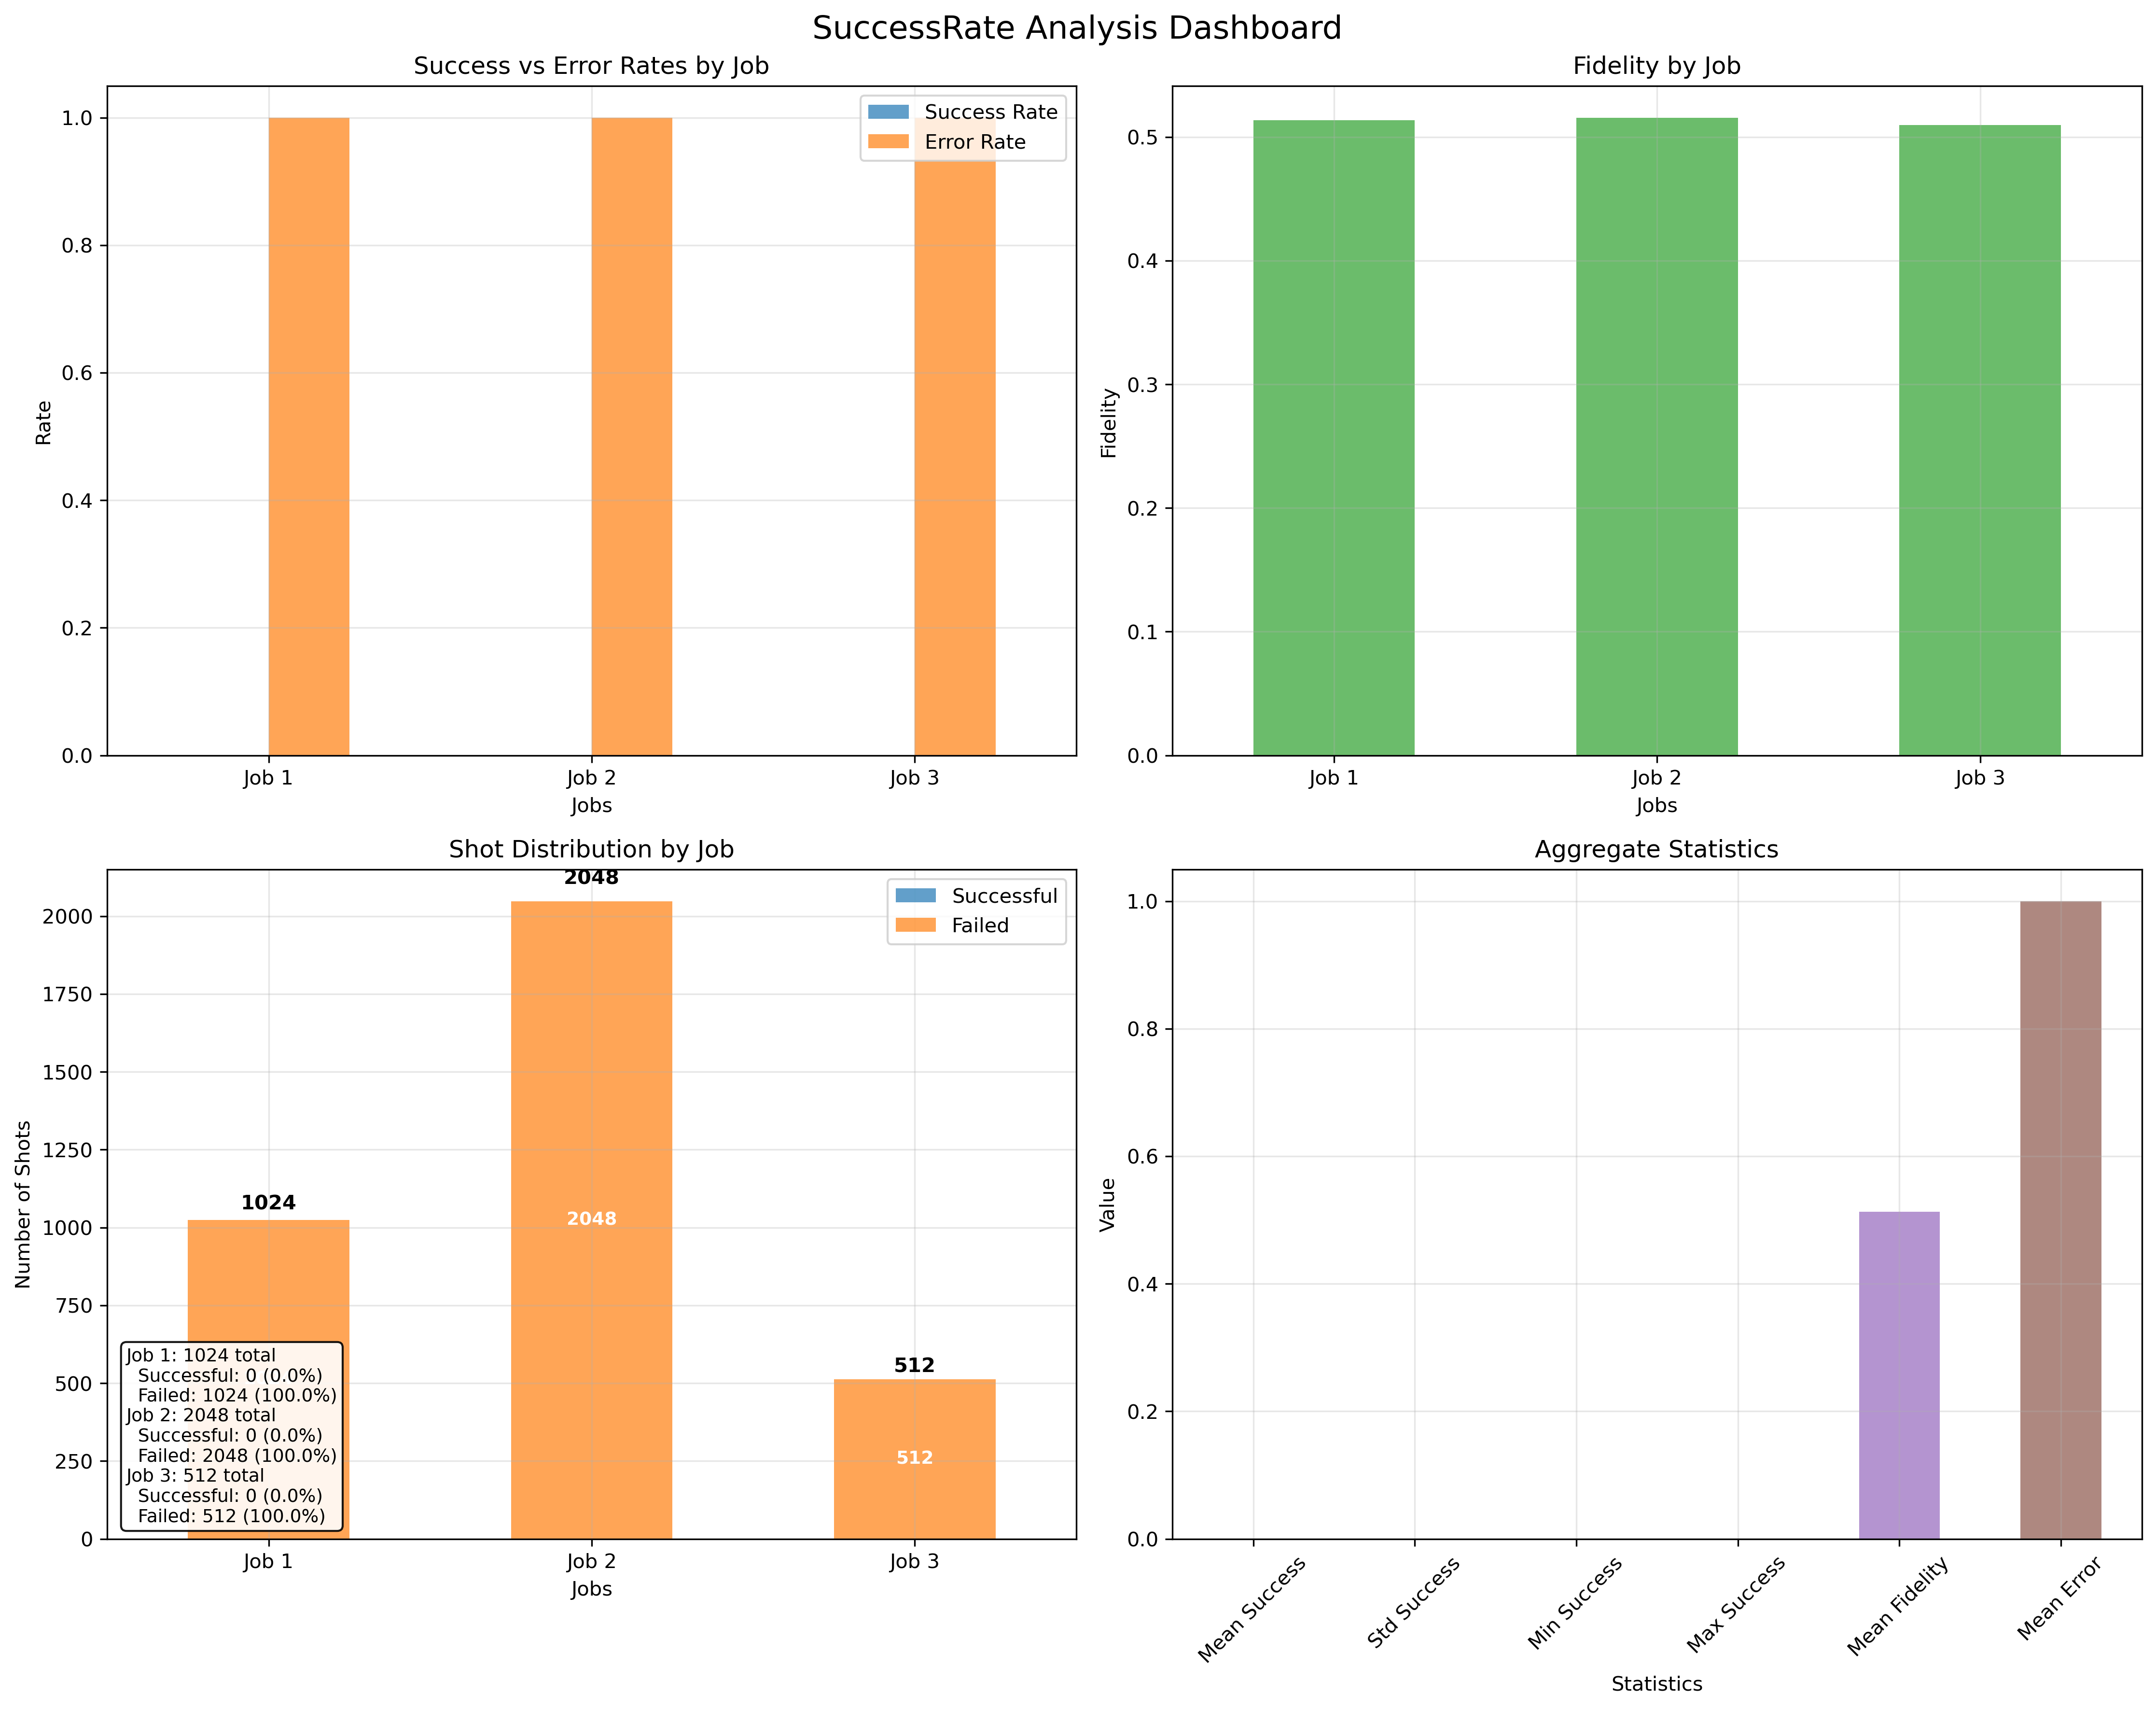 SuccessRate Analysis Dashboard
Success vs Error Rates by Job
Success Rate
Error Rate
1.0
0.8
0.6
0.4
0.2
0.0
Rate
Job 1
Job 2
Job 3
Jobs
Fidelity by Job
0.5
0.4
0.3
0.2
0.1
0.0
Fidelity
Job 1
Job 2
Job 3
Jobs
Shot Distribution by Job
Successful
Failed
2000
1750
1500
1250
1000
750
500
250
0
Number of Shots
1024
2048
2048
512
512
Job 1: 1024 total
Successful: 0 (0.0%)
Failed: 1024 (100.0%)
Job 2: 2048 total
Successful: 0 (0.0%)
Failed: 2048 (100.0%)
Job 3: 512 total
Successful: 0 (0.0%)
Failed: 512 (100.0%)
Job 1
Job 2
Job 3
Jobs
Aggregate Statistics
1.0
0.8
0.6
0.4
0.2
0.0
Value
Mean Success
Std Success
Min Success
Max Success
Mean Fidelity
Mean Error
Statistics